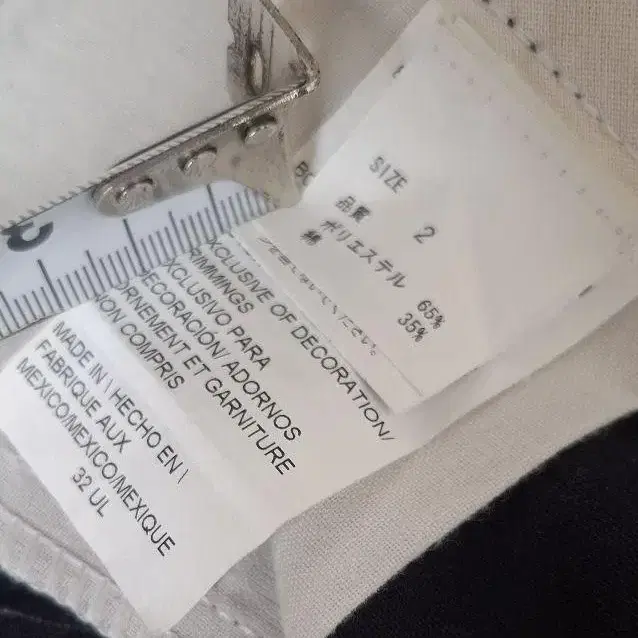 SIZE 2
品質
ポリエステル 65%
綿 35%
XCLUSIVE OF DECORATION/
RIMMINGS
XCLUSIVO PARA
DECORACION/ ADORNOS
ORNEMENT ET GARNITURE
NON COMPRIS
MADE IN \ HECHO EN \
FABRIQUE AUX
MEXICO/MEXICO/MEXIQUE
32 UL